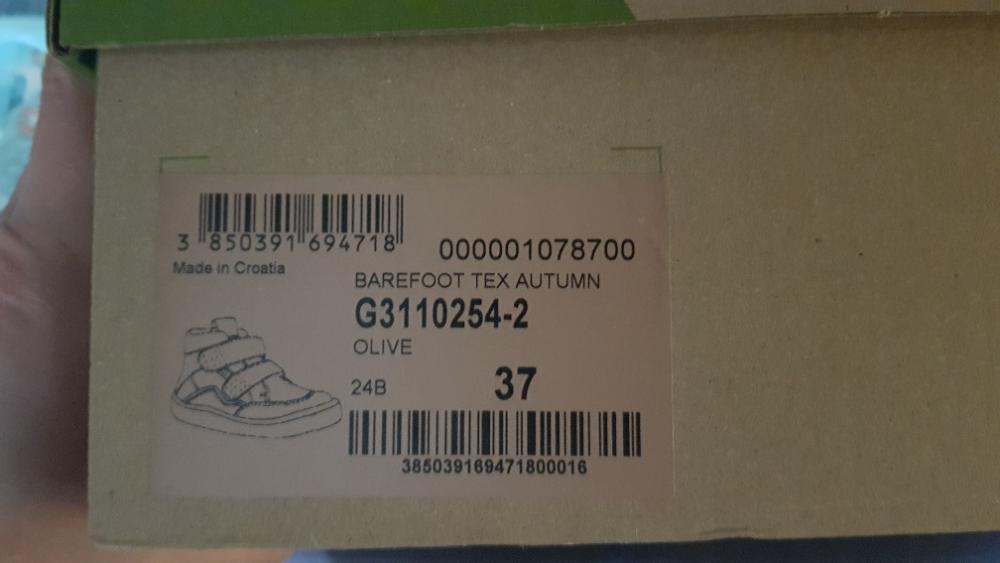 3 850391 694718
000001078700
Made in Croatia
BAREFOOT TEX AUTUMN
G3110254-2
OLIVE
24B 37
385039169471800016